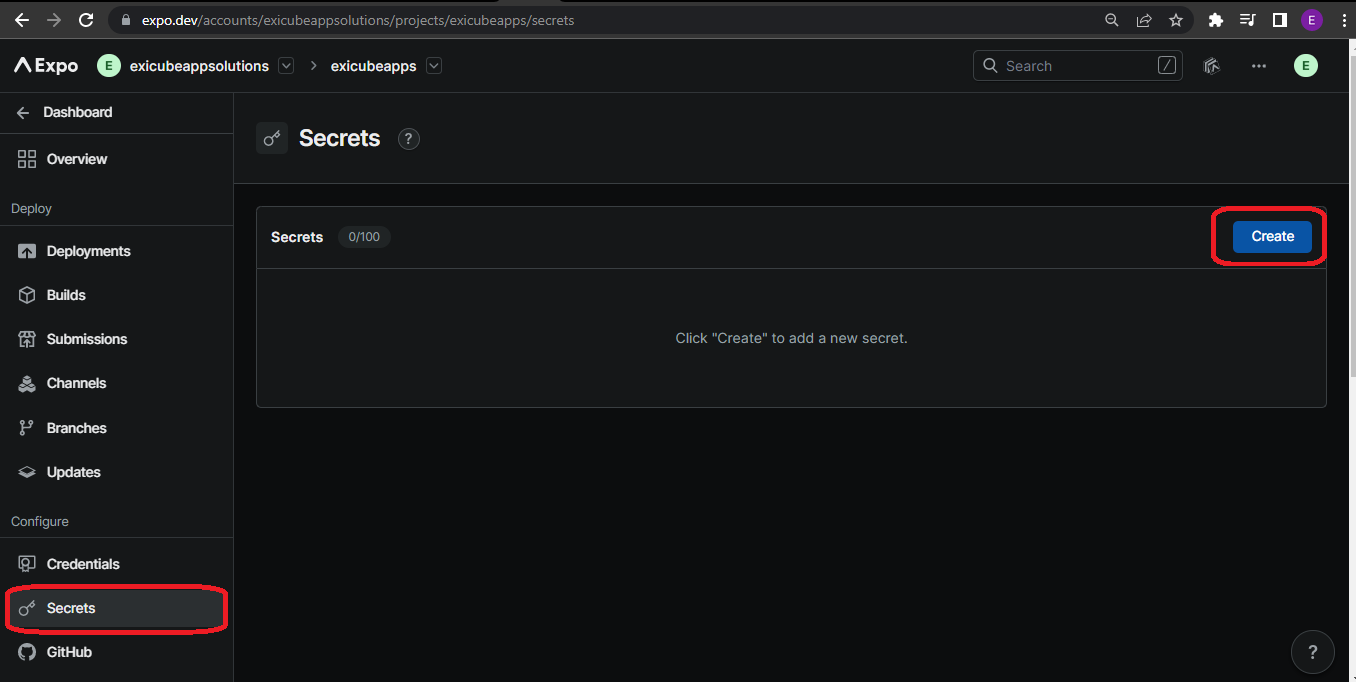 expo.dev/accounts/exicubeappsolutions/projects/exicubeapps/secrets
E
Expo
E
exicubeappsolutions
exicubeapps
Search
/
E
Dashboard
Overview
Deploy
Deployments
Builds
Submissions
Channels
Branches
Updates
Configure
Credentials
Secrets
GitHub
Secrets ?
Secrets 0/100
Create
Click "Create" to add a new secret.
?